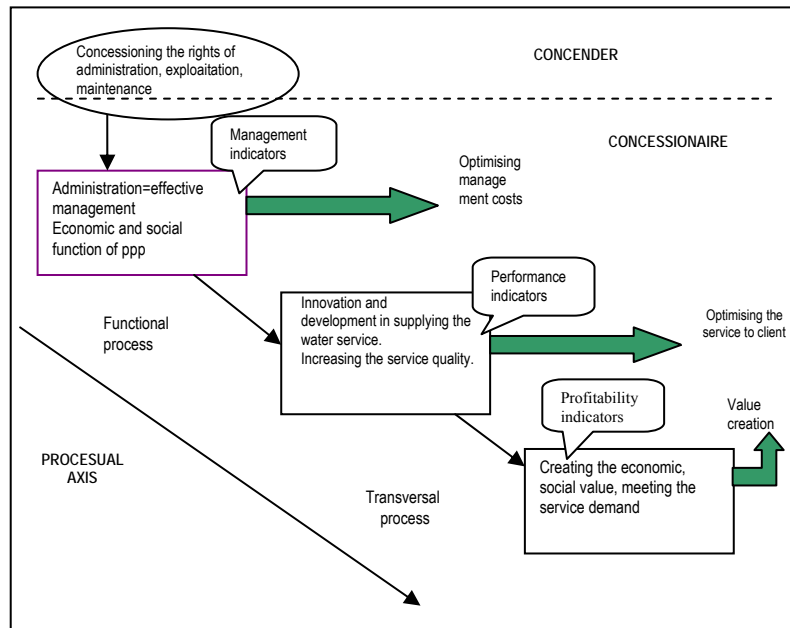 Concessioning the rights of
administration, exploaitation,
maintenance
CONCENDER
Management
indicators
CONCESSIONAIRE
Administration=effective
management
Economic and social
function of ppp
Optimising
manage
ment costs
Performance
indicators
Innovation and
development in supplying the
water service.
Increasing the service quality.
Functional
process
Optimising the
service to client
Profitability
indicators
Value
creation
PROCESUAL
AXIS
Creating the economic,
social value, meeting the
service demand
Transversal
process